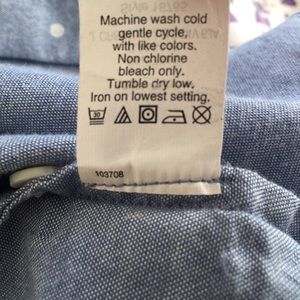 Machine wash cold
gentle cycle,
with like colors.
Non chlorine
bleach only.
Tumble dry low.
Iron on lowest setting.
30
103708